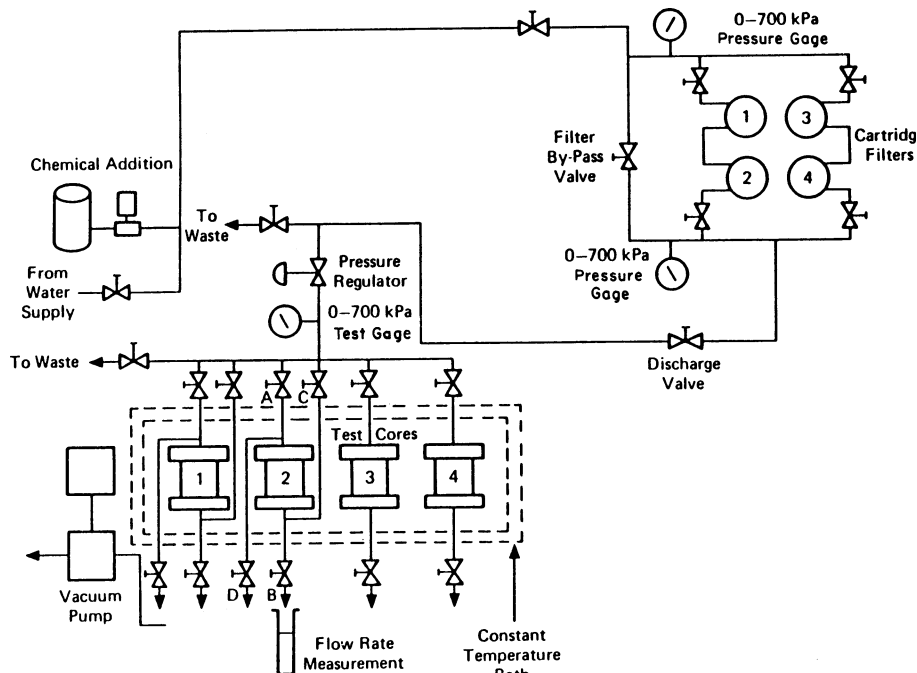 0–700 kPa
Pressure Gage
1
3
Filter
By-Pass
Valve
Cartridg
Filters
2
4
Chemical Addition
To
Waste
0–700 kPa
Pressure
Gage
From
Water
Supply
Pressure
Regulator
0–700 kPa
Test Gage
To Waste
Discharge
Valve
A
C
Test Cores
1
2
3
4
D
B
Vacuum
Pump
Flow Rate
Measurement
Constant
Temperature